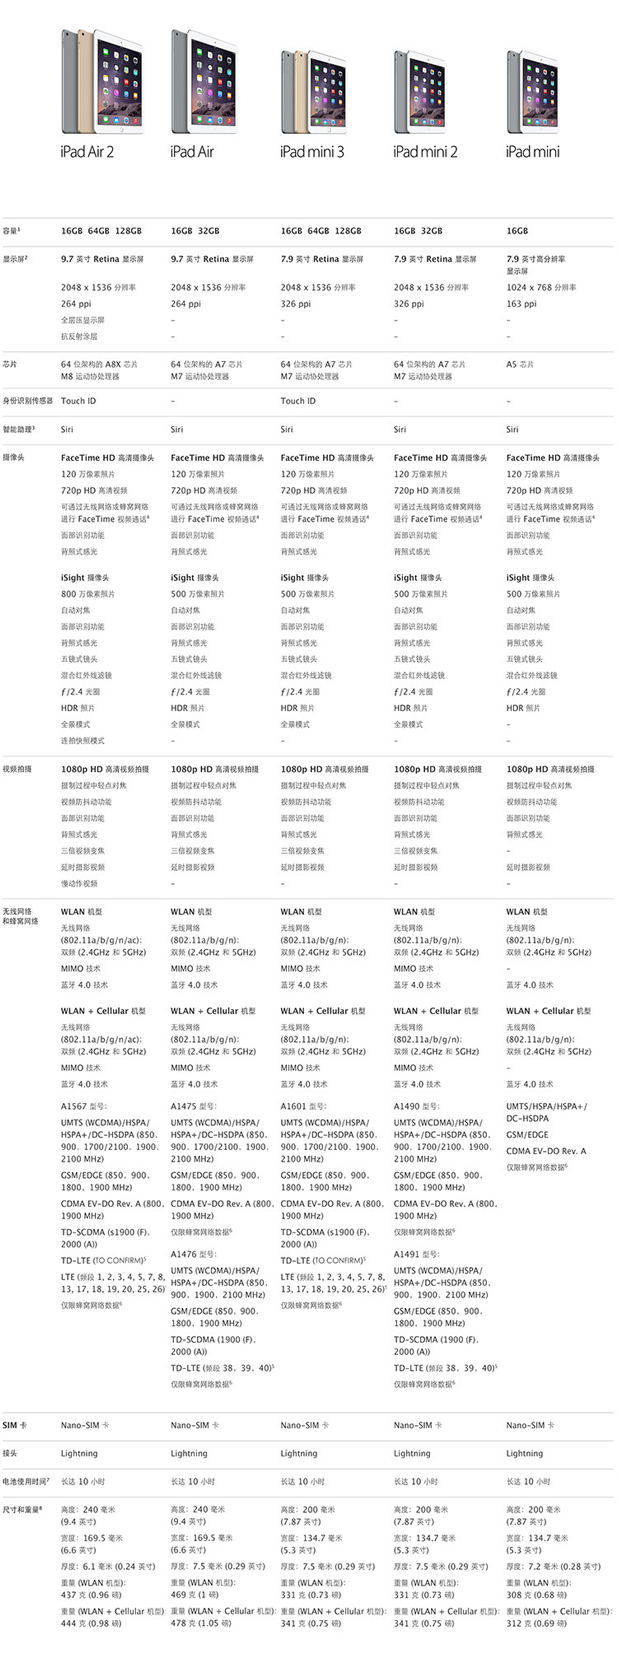 iPad Air 2 iPad Air iPad mini 3 iPad mini 2 iPad mini
容量¹ 16GB 64GB 128GB 16GB 32GB 16GB 64GB 128GB 16GB 32GB 16GB
显示屏² 9.7 英寸 Retina 显示屏 9.7 英寸 Retina 显示屏 7.9 英寸 Retina 显示屏 7.9 英寸 Retina 显示屏 7.9 英寸高分辨率
显示屏
2048 x 1536 分辨率 2048 x 1536 分辨率 2048 x 1536 分辨率 2048 x 1536 分辨率 1024 x 768 分辨率
264 ppi 264 ppi 326 ppi 326 ppi 163 ppi
全层压显示屏 – – – –
抗反射涂层 – – – –
芯片 64 位架构的 A8X 芯片 64 位架构的 A7 芯片 64 位架构的 A7 芯片 64 位架构的 A7 芯片 A5 芯片
M8 运动协处理器 M7 运动协处理器 M7 运动协处理器 M7 运动协处理器
身份识别传感器 Touch ID – Touch ID – –
智能助理³ Siri Siri Siri Siri Siri
摄像头 FaceTime HD 高清摄像头 FaceTime HD 高清摄像头 FaceTime HD 高清摄像头 FaceTime HD 高清摄像头 FaceTime HD 高清摄像头
120 万像素照片 120 万像素照片 120 万像素照片 120 万像素照片 120 万像素照片
720p HD 高清视频 720p HD 高清视频 720p HD 高清视频 720p HD 高清视频 720p HD 高清视频
可通过无线网络或蜂窝网络 可通过无线网络或蜂窝网络 可通过无线网络或蜂窝网络 可通过无线网络或蜂窝网络 可通过无线网络或蜂窝网络
进行 FaceTime 视频通话⁴ 进行 FaceTime 视频通话⁴ 进行 FaceTime 视频通话⁴ 进行 FaceTime 视频通话⁴ 进行 FaceTime 视频通话⁴
面部识别功能 面部识别功能 面部识别功能 面部识别功能 面部识别功能
背照式感光 背照式感光 背照式感光 背照式感光 背照式感光
iSight 摄像头 iSight 摄像头 iSight 摄像头 iSight 摄像头 iSight 摄像头
800 万像素照片 500 万像素照片 500 万像素照片 500 万像素照片 500 万像素照片
自动对焦 自动对焦 自动对焦 自动对焦 自动对焦
面部识别功能 面部识别功能 面部识别功能 面部识别功能 面部识别功能
背照式感光 背照式感光 背照式感光 背照式感光 背照式感光
五镜式镜头 五镜式镜头 五镜式镜头 五镜式镜头 五镜式镜头
混合红外线滤镜 混合红外线滤镜 混合红外线滤镜 混合红外线滤镜 混合红外线滤镜
ƒ/2.4 光圈 ƒ/2.4 光圈 ƒ/2.4 光圈 ƒ/2.4 光圈 ƒ/2.4 光圈
HDR 照片 HDR 照片 HDR 照片 HDR 照片 HDR 照片
全景模式 全景模式 全景模式 全景模式 –
连拍快照模式 – – – –
视频拍摄 1080p HD 高清视频拍摄 1080p HD 高清视频拍摄 1080p HD 高清视频拍摄 1080p HD 高清视频拍摄 1080p HD 高清视频拍摄
摄制过程中轻点对焦 摄制过程中轻点对焦 摄制过程中轻点对焦 摄制过程中轻点对焦 摄制过程中轻点对焦
视频防抖动功能 视频防抖动功能 视频防抖动功能 视频防抖动功能 视频防抖动功能
面部识别功能 面部识别功能 面部识别功能 面部识别功能 面部识别功能
背照式感光 背照式感光 背照式感光 背照式感光 背照式感光
三倍视频变焦 三倍视频变焦 三倍视频变焦 三倍视频变焦 –
延时摄影视频 延时摄影视频 延时摄影视频 延时摄影视频 延时摄影视频
慢动作视频 – – – –
无线网络 WLAN 机型 WLAN 机型 WLAN 机型 WLAN 机型 WLAN 机型
和蜂窝网络
无线网络 无线网络 无线网络 无线网络 无线网络
(802.11a/b/g/n/ac): (802.11a/b/g/n): (802.11a/b/g/n): (802.11a/b/g/n): (802.11a/b/g/n):
双频 (2.4GHz 和 5GHz) 双频 (2.4GHz 和 5GHz) 双频 (2.4GHz 和 5GHz) 双频 (2.4GHz 和 5GHz) 双频 (2.4GHz 和 5GHz)
MIMO 技术 MIMO 技术 MIMO 技术 MIMO 技术 –
蓝牙 4.0 技术 蓝牙 4.0 技术 蓝牙 4.0 技术 蓝牙 4.0 技术 蓝牙 4.0 技术
WLAN + Cellular 机型 WLAN + Cellular 机型 WLAN + Cellular 机型 WLAN + Cellular 机型 WLAN + Cellular 机型
无线网络 无线网络 无线网络 无线网络 无线网络
(802.11a/b/g/n/ac): (802.11a/b/g/n): (802.11a/b/g/n): (802.11a/b/g/n): (802.11a/b/g/n):
双频 (2.4GHz 和 5GHz) 双频 (2.4GHz 和 5GHz) 双频 (2.4GHz 和 5GHz) 双频 (2.4GHz 和 5GHz) 双频 (2.4GHz 和 5GHz)
MIMO 技术 MIMO 技术 MIMO 技术 MIMO 技术 –
蓝牙 4.0 技术 蓝牙 4.0 技术 蓝牙 4.0 技术 蓝牙 4.0 技术 蓝牙 4.0 技术
A1567 型号:
UMTS (WCDMA)/HSPA/
HSPA+/DC-HSDPA (850、
900、1700/2100、1900、
2100 MHz)
GSM/EDGE (850、900、
1800、1900 MHz)
CDMA EV-DO Rev. A (800、
1900 MHz)
TD-SCDMA (s1900 (F)、
2000 (A))
TD-LTE (TO CONFIRM)⁵
LTE (频段 1, 2, 3, 4, 5, 7, 8,
13, 17, 18, 19, 20, 25, 26)⁵
仅限蜂窝网络数据⁶
A1475 型号:
UMTS (WCDMA)/HSPA/
HSPA+/DC-HSDPA (850、
900、1700/2100、1900、
2100 MHz)
GSM/EDGE (850、900、
1800、1900 MHz)
CDMA EV-DO Rev. A (800、
1900 MHz)
仅限蜂窝网络数据⁶
A1476 型号:
UMTS (WCDMA)/HSPA/
HSPA+/DC-HSDPA (850、
900、1900、2100 MHz)
GSM/EDGE (850、900、
1800、1900 MHz)
TD-SCDMA (1900 (F)、
2000 (A))
TD-LTE (频段 38、39、40)⁵
仅限蜂窝网络数据⁶
A1601 型号:
UMTS (WCDMA)/HSPA/
HSPA+/DC-HSDPA (850、
900、1700/2100、1900、
2100 MHz)
GSM/EDGE (850、900、
1800、1900 MHz)
CDMA EV-DO Rev. A (800、
1900 MHz)
TD-SCDMA (s1900 (F)、
2000 (A))
TD-LTE (TO CONFIRM)⁵
LTE (频段 1, 2, 3, 4, 5, 7, 8,
13, 17, 18, 19, 20, 25, 26)⁵
仅限蜂窝网络数据⁶
A1490 型号:
UMTS (WCDMA)/HSPA/
HSPA+/DC-HSDPA (850、
900、1700/2100、1900、
2100 MHz)
GSM/EDGE (850、900、
1800、1900 MHz)
CDMA EV-DO Rev. A (800、
1900 MHz)
仅限蜂窝网络数据⁶
A1491 型号:
UMTS (WCDMA)/HSPA/
HSPA+/DC-HSDPA (850、
900、1900、2100 MHz)
GSM/EDGE (850、900、
1800、1900 MHz)
TD-SCDMA (1900 (F)、
2000 (A))
TD-LTE (频段 38、39、40)⁵
仅限蜂窝网络数据⁶
UMTS/HSPA/HSPA+/
DC-HSDPA
GSM/EDGE
CDMA EV-DO Rev. A
仅限蜂窝网络数据⁶
SIM 卡 Nano-SIM 卡 Nano-SIM 卡 Nano-SIM 卡 Nano-SIM 卡 Nano-SIM 卡
接头 Lightning Lightning Lightning Lightning Lightning
电池使用时间⁷ 长达 10 小时 长达 10 小时 长达 10 小时 长达 10 小时 长达 10 小时
尺寸和重量⁸ 高度: 240 毫米 高度: 240 毫米 高度: 200 毫米 高度: 200 毫米 高度: 200 毫米
(9.4 英寸) (9.4 英寸) (7.87 英寸) (7.87 英寸) (7.87 英寸)
宽度: 169.5 毫米 宽度: 169.5 毫米 宽度: 134.7 毫米 宽度: 134.7 毫米 宽度: 134.7 毫米
(6.6 英寸) (6.6 英寸) (5.3 英寸) (5.3 英寸) (5.3 英寸)
厚度: 6.1 毫米 (0.24 英寸) 厚度: 7.5 毫米 (0.29 英寸) 厚度: 7.5 毫米 (0.29 英寸) 厚度: 7.5 毫米 (0.29 英寸) 厚度: 7.2 毫米 (0.28 英寸)
重量 (WLAN 机型): 重量 (WLAN 机型): 重量 (WLAN 机型): 重量 (WLAN 机型): 重量 (WLAN 机型):
437 克 (0.96 磅) 469 克 (1 磅) 331 克 (0.73 磅) 331 克 (0.73 磅) 308 克 (0.68 磅)
重量 (WLAN + Cellular 机型): 重量 (WLAN + Cellular 机型): 重量 (WLAN + Cellular 机型): 重量 (WLAN + Cellular 机型): 重量 (WLAN + Cellular 机型):
444 克 (0.98 磅) 478 克 (1.05 磅) 341 克 (0.75 磅) 341 克 (0.75 磅) 312 克 (0.69 磅)